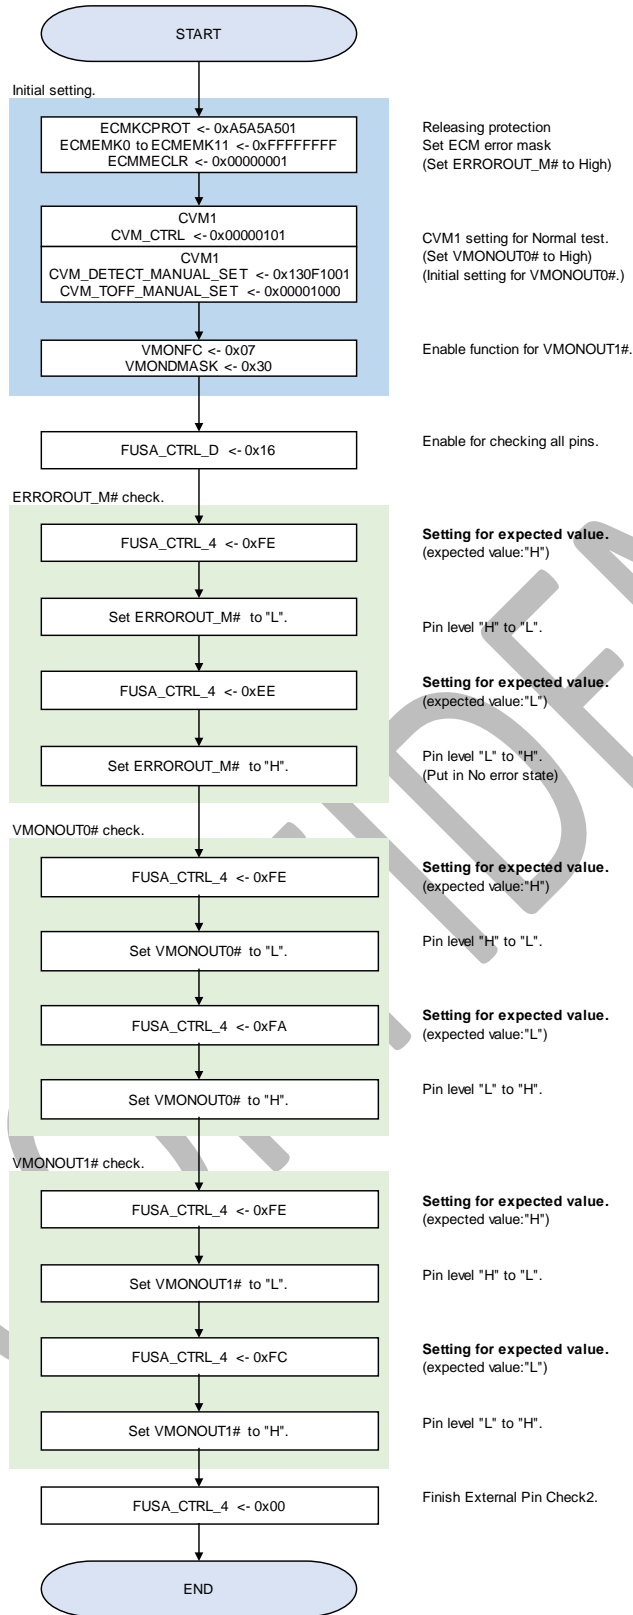 START
Initial setting.
ECMKCPROT <- 0xA5A5A501
ECMEMK0 to ECMEMK11 <- 0xFFFFFFFF
ECMMECLR <- 0x00000001
Releasing protection
Set ECM error mask
(Set ERROROUT_M# to High)
CVM1
CVM_CTRL <- 0x00000101
CVM1
CVM_DETECT_MANUAL_SET <- 0x130F1001
CVM_TOFF_MANUAL_SET <- 0x00001000
CVM1 setting for Normal test.
(Set VMONOUT0# to High)
(Initial setting for VMONOUT0#.)
VMONFC <- 0x07
VMONDMASK <- 0x30
Enable function for VMONOUT1#.
FUSA_CTRL_D <- 0x16
Enable for checking all pins.
ERROROUT_M# check.
FUSA_CTRL_4 <- 0xFE
Setting for expected value.
(expected value:"H")
Set ERROROUT_M# to "L".
Pin level "H" to "L".
FUSA_CTRL_4 <- 0xEE
Setting for expected value.
(expected value:"L")
Set ERROROUT_M# to "H".
Pin level "L" to "H".
(Put in No error state)
VMONOUT0# check.
FUSA_CTRL_4 <- 0xFE
Setting for expected value.
(expected value:"H")
Set VMONOUT0# to "L".
Pin level "H" to "L".
FUSA_CTRL_4 <- 0xFA
Setting for expected value.
(expected value:"L")
Set VMONOUT0# to "H".
Pin level "L" to "H".
VMONOUT1# check.
FUSA_CTRL_4 <- 0xFE
Setting for expected value.
(expected value:"H")
Set VMONOUT1# to "L".
Pin level "H" to "L".
FUSA_CTRL_4 <- 0xFC
Setting for expected value.
(expected value:"L")
Set VMONOUT1# to "H".
Pin level "L" to "H".
FUSA_CTRL_4 <- 0x00
Finish External Pin Check2.
END